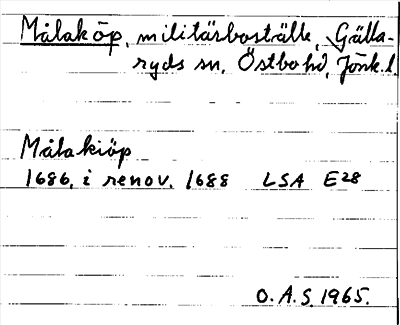 Målaköp, militärboställe, Gälla-
ryds sn, Östbo hd, Jönk.l.
Målakiöp
1686, i renov. 1688 LSA E28
O.A.S. 1965.